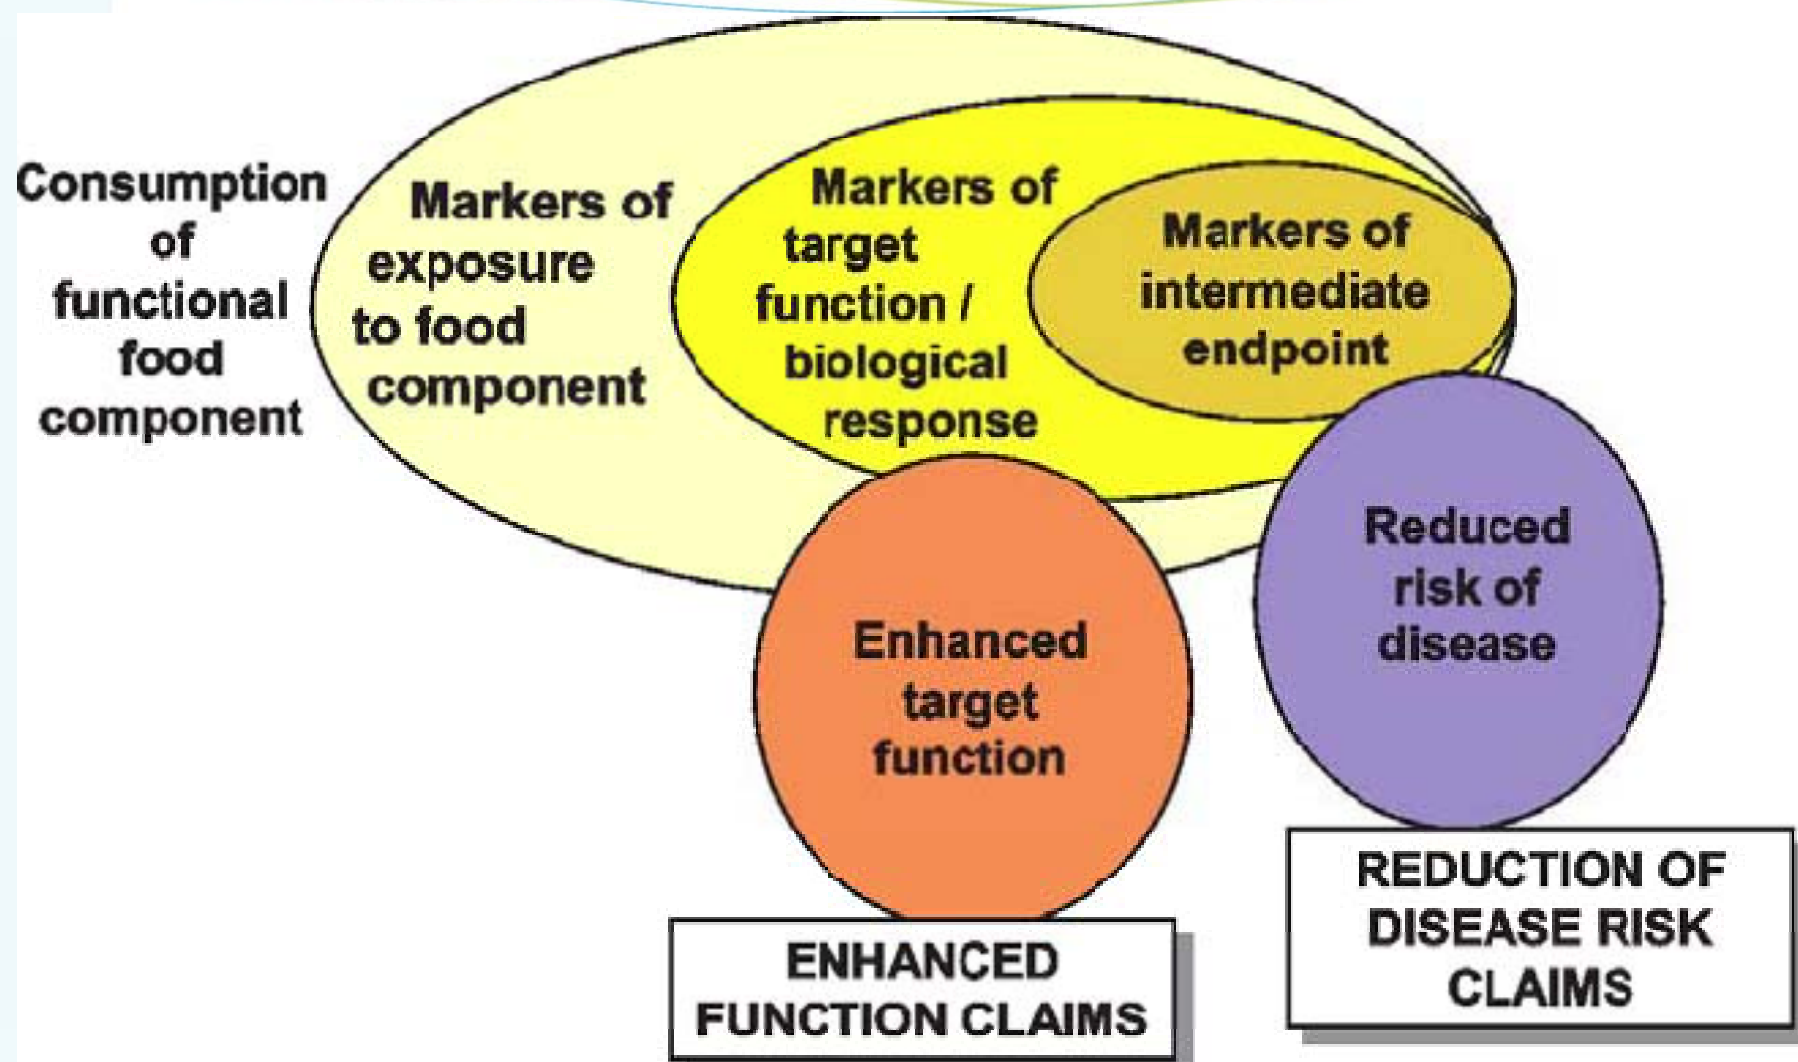 Consumption
of
functional
food
component
Markers of
exposure
to food
component
Markers of
target
function /
biological
response
Markers of
intermediate
endpoint
Enhanced
target
function
Reduced
risk of
disease
ENHANCED
FUNCTION CLAIMS
REDUCTION OF
DISEASE RISK
CLAIMS